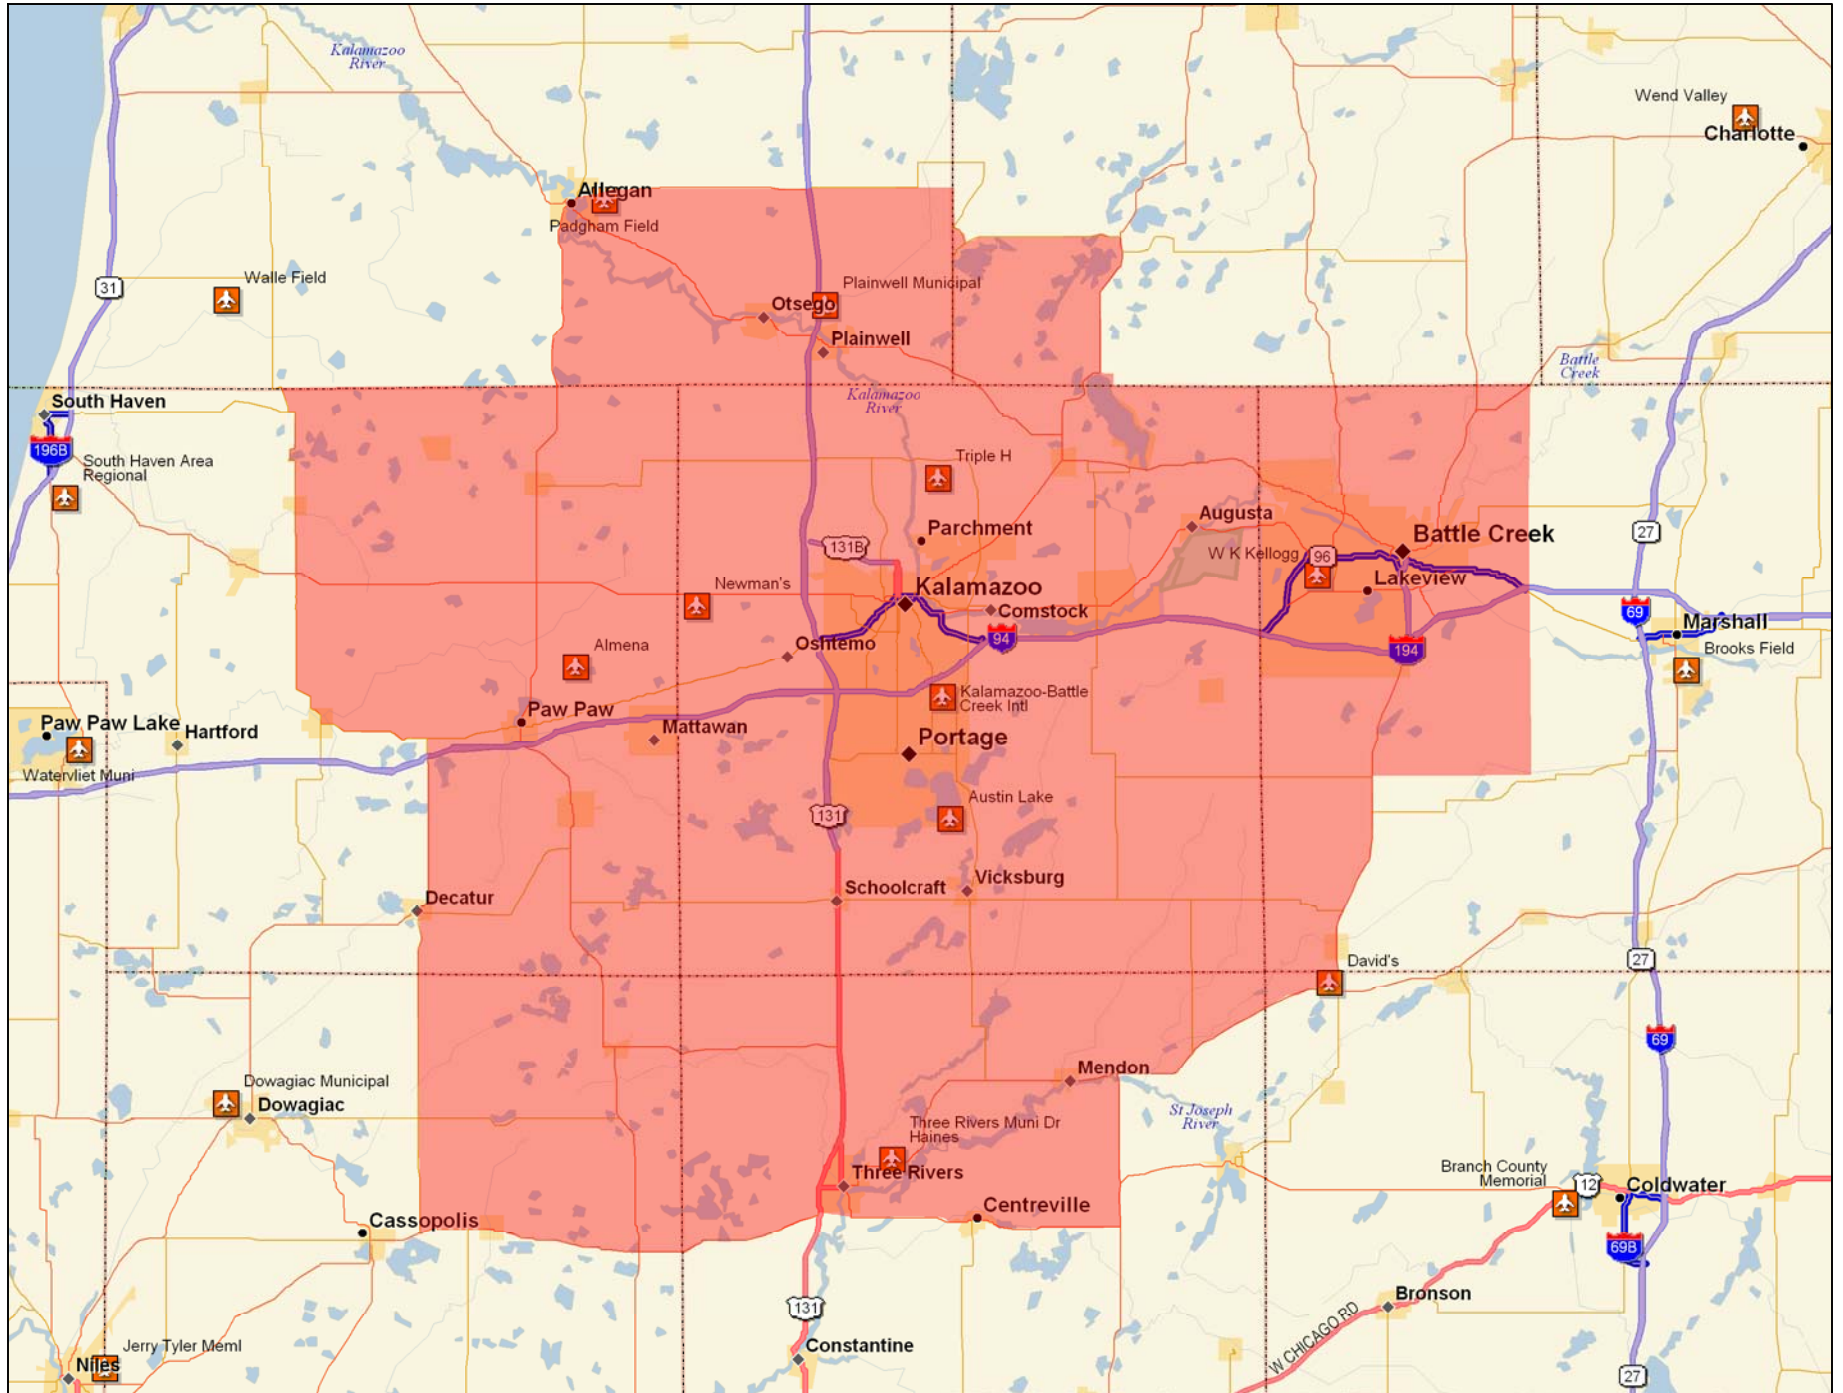 Kalamazoo
River
Wend Valley
Charlotte
Allegan
Padgham Field
Walle Field
31
Plainwell Municipal
Otsego
Plainwell
Battle
Creek
Kalamazoo
River
South Haven
196B
South Haven Area
Regional
Triple H
Augusta
Parchment
Battle Creek
27
131B
W K Kellogg
96
Lakeview
Newman's
Kalamazoo
Comstock
69
Marshall
94
Oshtemo
Almena
194
Brooks Field
Kalamazoo-Battle
Creek Intl
Paw Paw
Paw Paw Lake
Hartford
Mattawan
Portage
Watervliet Muni
Austin Lake
131
Vicksburg
Schoolcraft
Decatur
David's
27
69
Mendon
Dowagiac Municipal
Dowagiac
St Joseph
River
Three Rivers Muni Dr
Haines
Three Rivers
Branch County
Memorial
12
Coldwater
Centreville
Cassopolis
69B
Bronson
131
W CHICAGO RD
Constantine
Jerry Tyler Meml
Niles
27